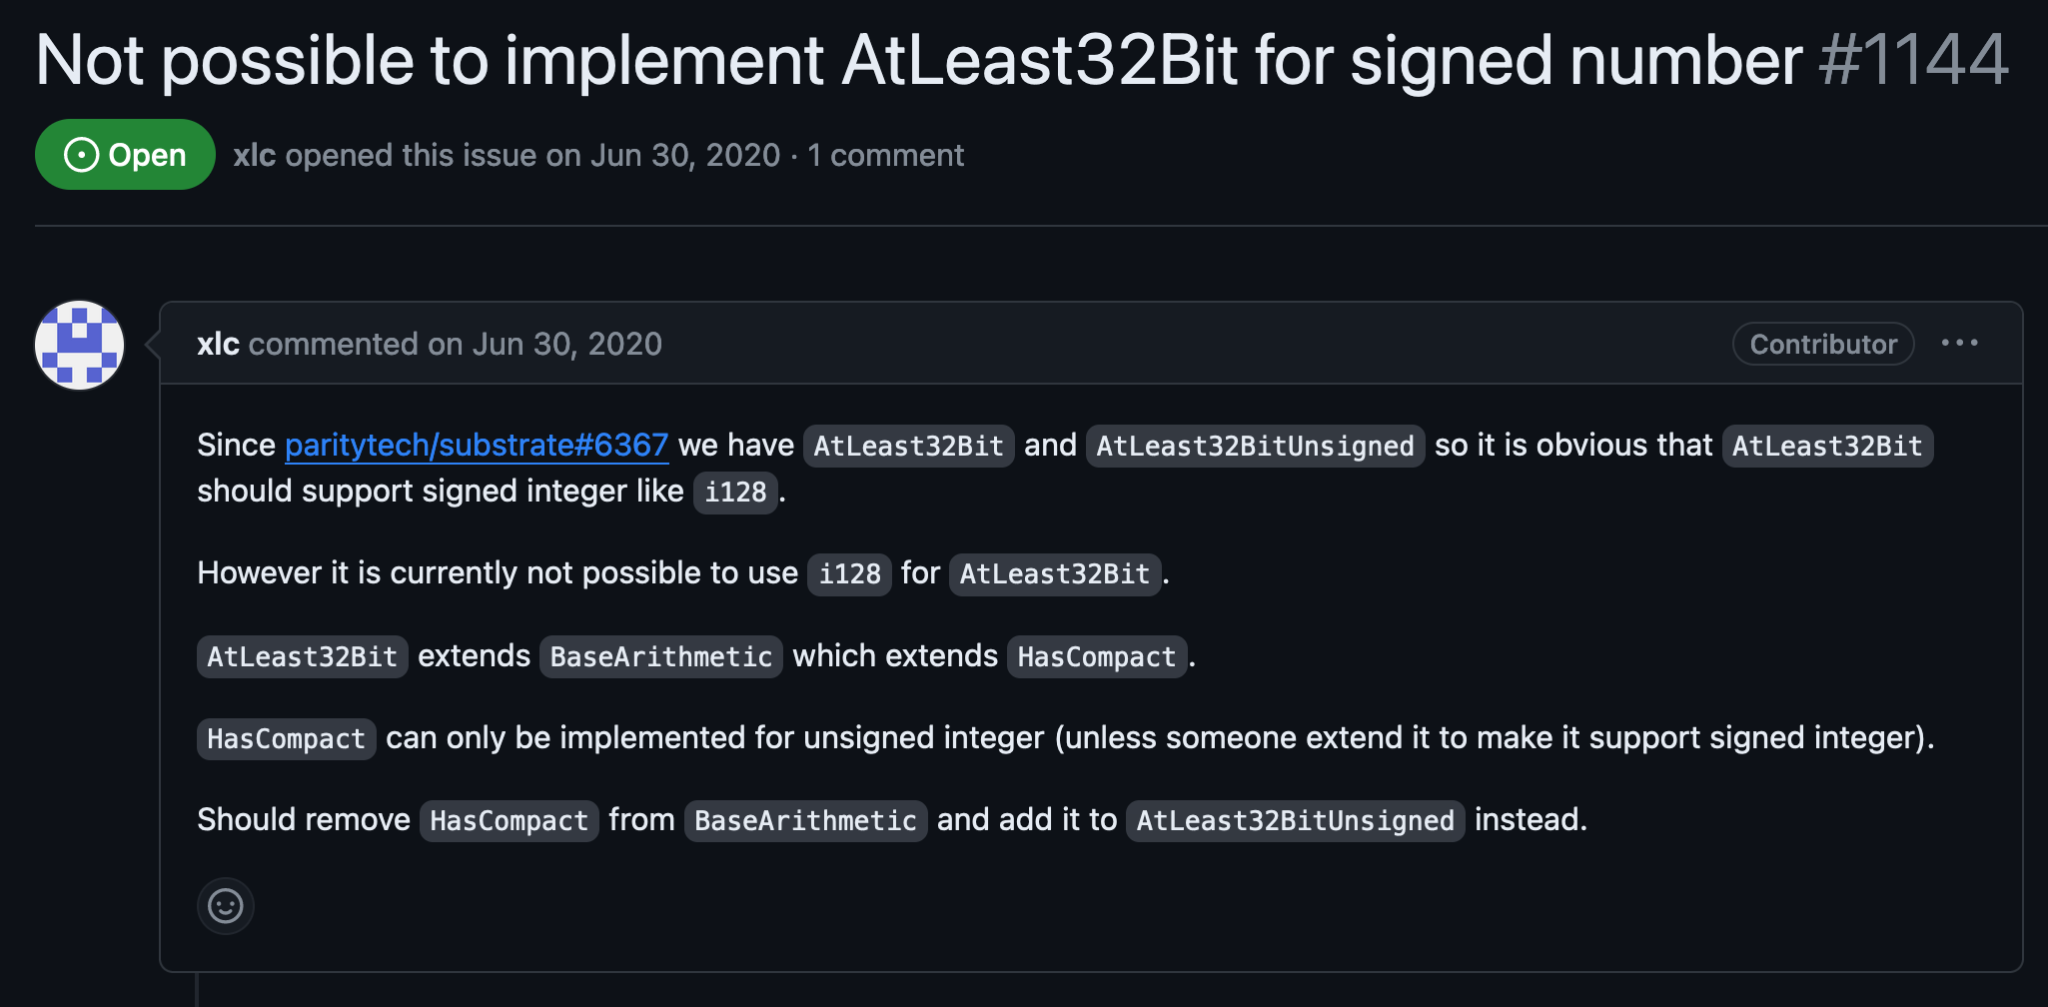 Not possible to implement AtLeast32Bit for signed number #1144
Open xlc opened this issue on Jun 30, 2020 · 1 comment
xlc commented on Jun 30, 2020 Contributor ...
Since paritytech/substrate#6367 we have AtLeast32Bit and AtLeast32BitUnsigned so it is obvious that AtLeast32Bit
should support signed integer like i128.
However it is currently not possible to use i128 for AtLeast32Bit.
AtLeast32Bit extends BaseArithmetic which extends HasCompact.
HasCompact can only be implemented for unsigned integer (unless someone extend it to make it support signed integer).
Should remove HasCompact from BaseArithmetic and add it to AtLeast32BitUnsigned instead.